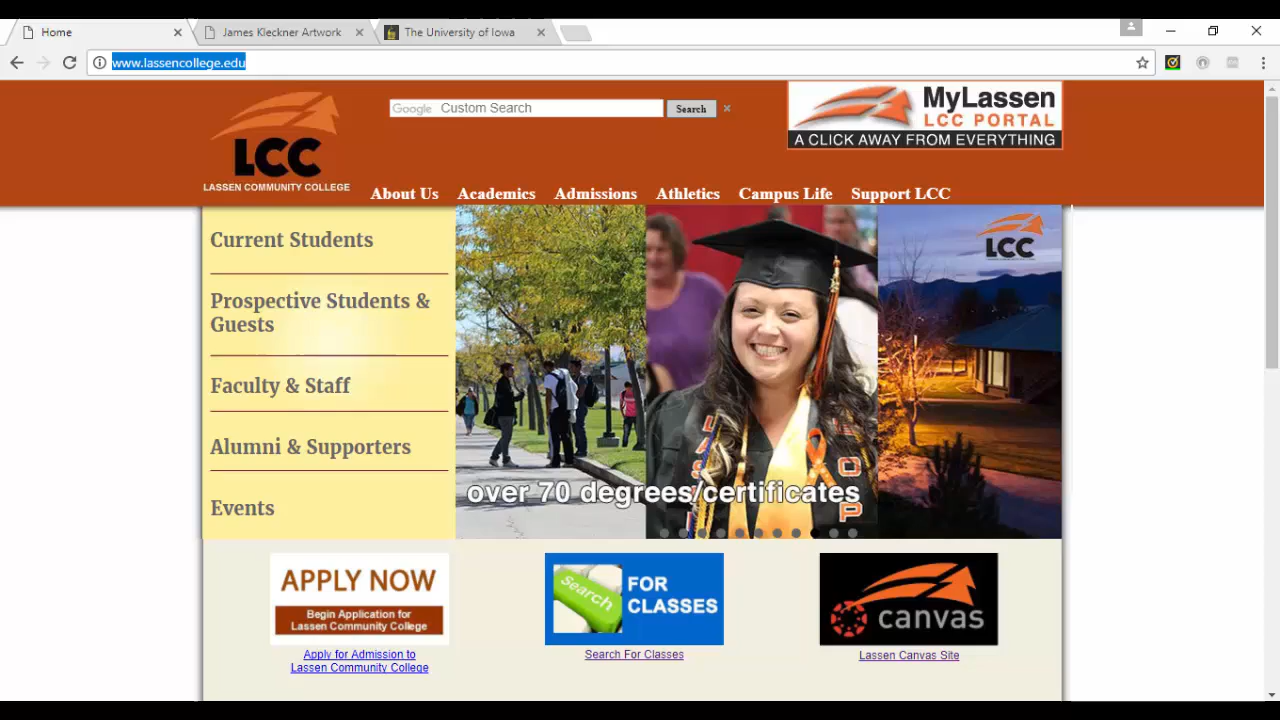 Home
James Kleckner Artwork
The University of Iowa
www.lassencollege.edu
LCC
LASSEN COMMUNITY COLLEGE
Google Custom Search
Search
MyLassen
LCC PORTAL
A CLICK AWAY FROM EVERYTHING
About Us Academics Admissions Athletics Campus Life Support LCC
Current Students
Prospective Students &
Guests
Faculty & Staff
Alumni & Supporters
Events
LCC
over 70 degrees/certificates
APPLY NOW
Begin Application for
Lassen Community College
Apply for Admission to
Lassen Community College
Search
FOR
CLASSES
Search For Classes
canvas
Lassen Canvas Site